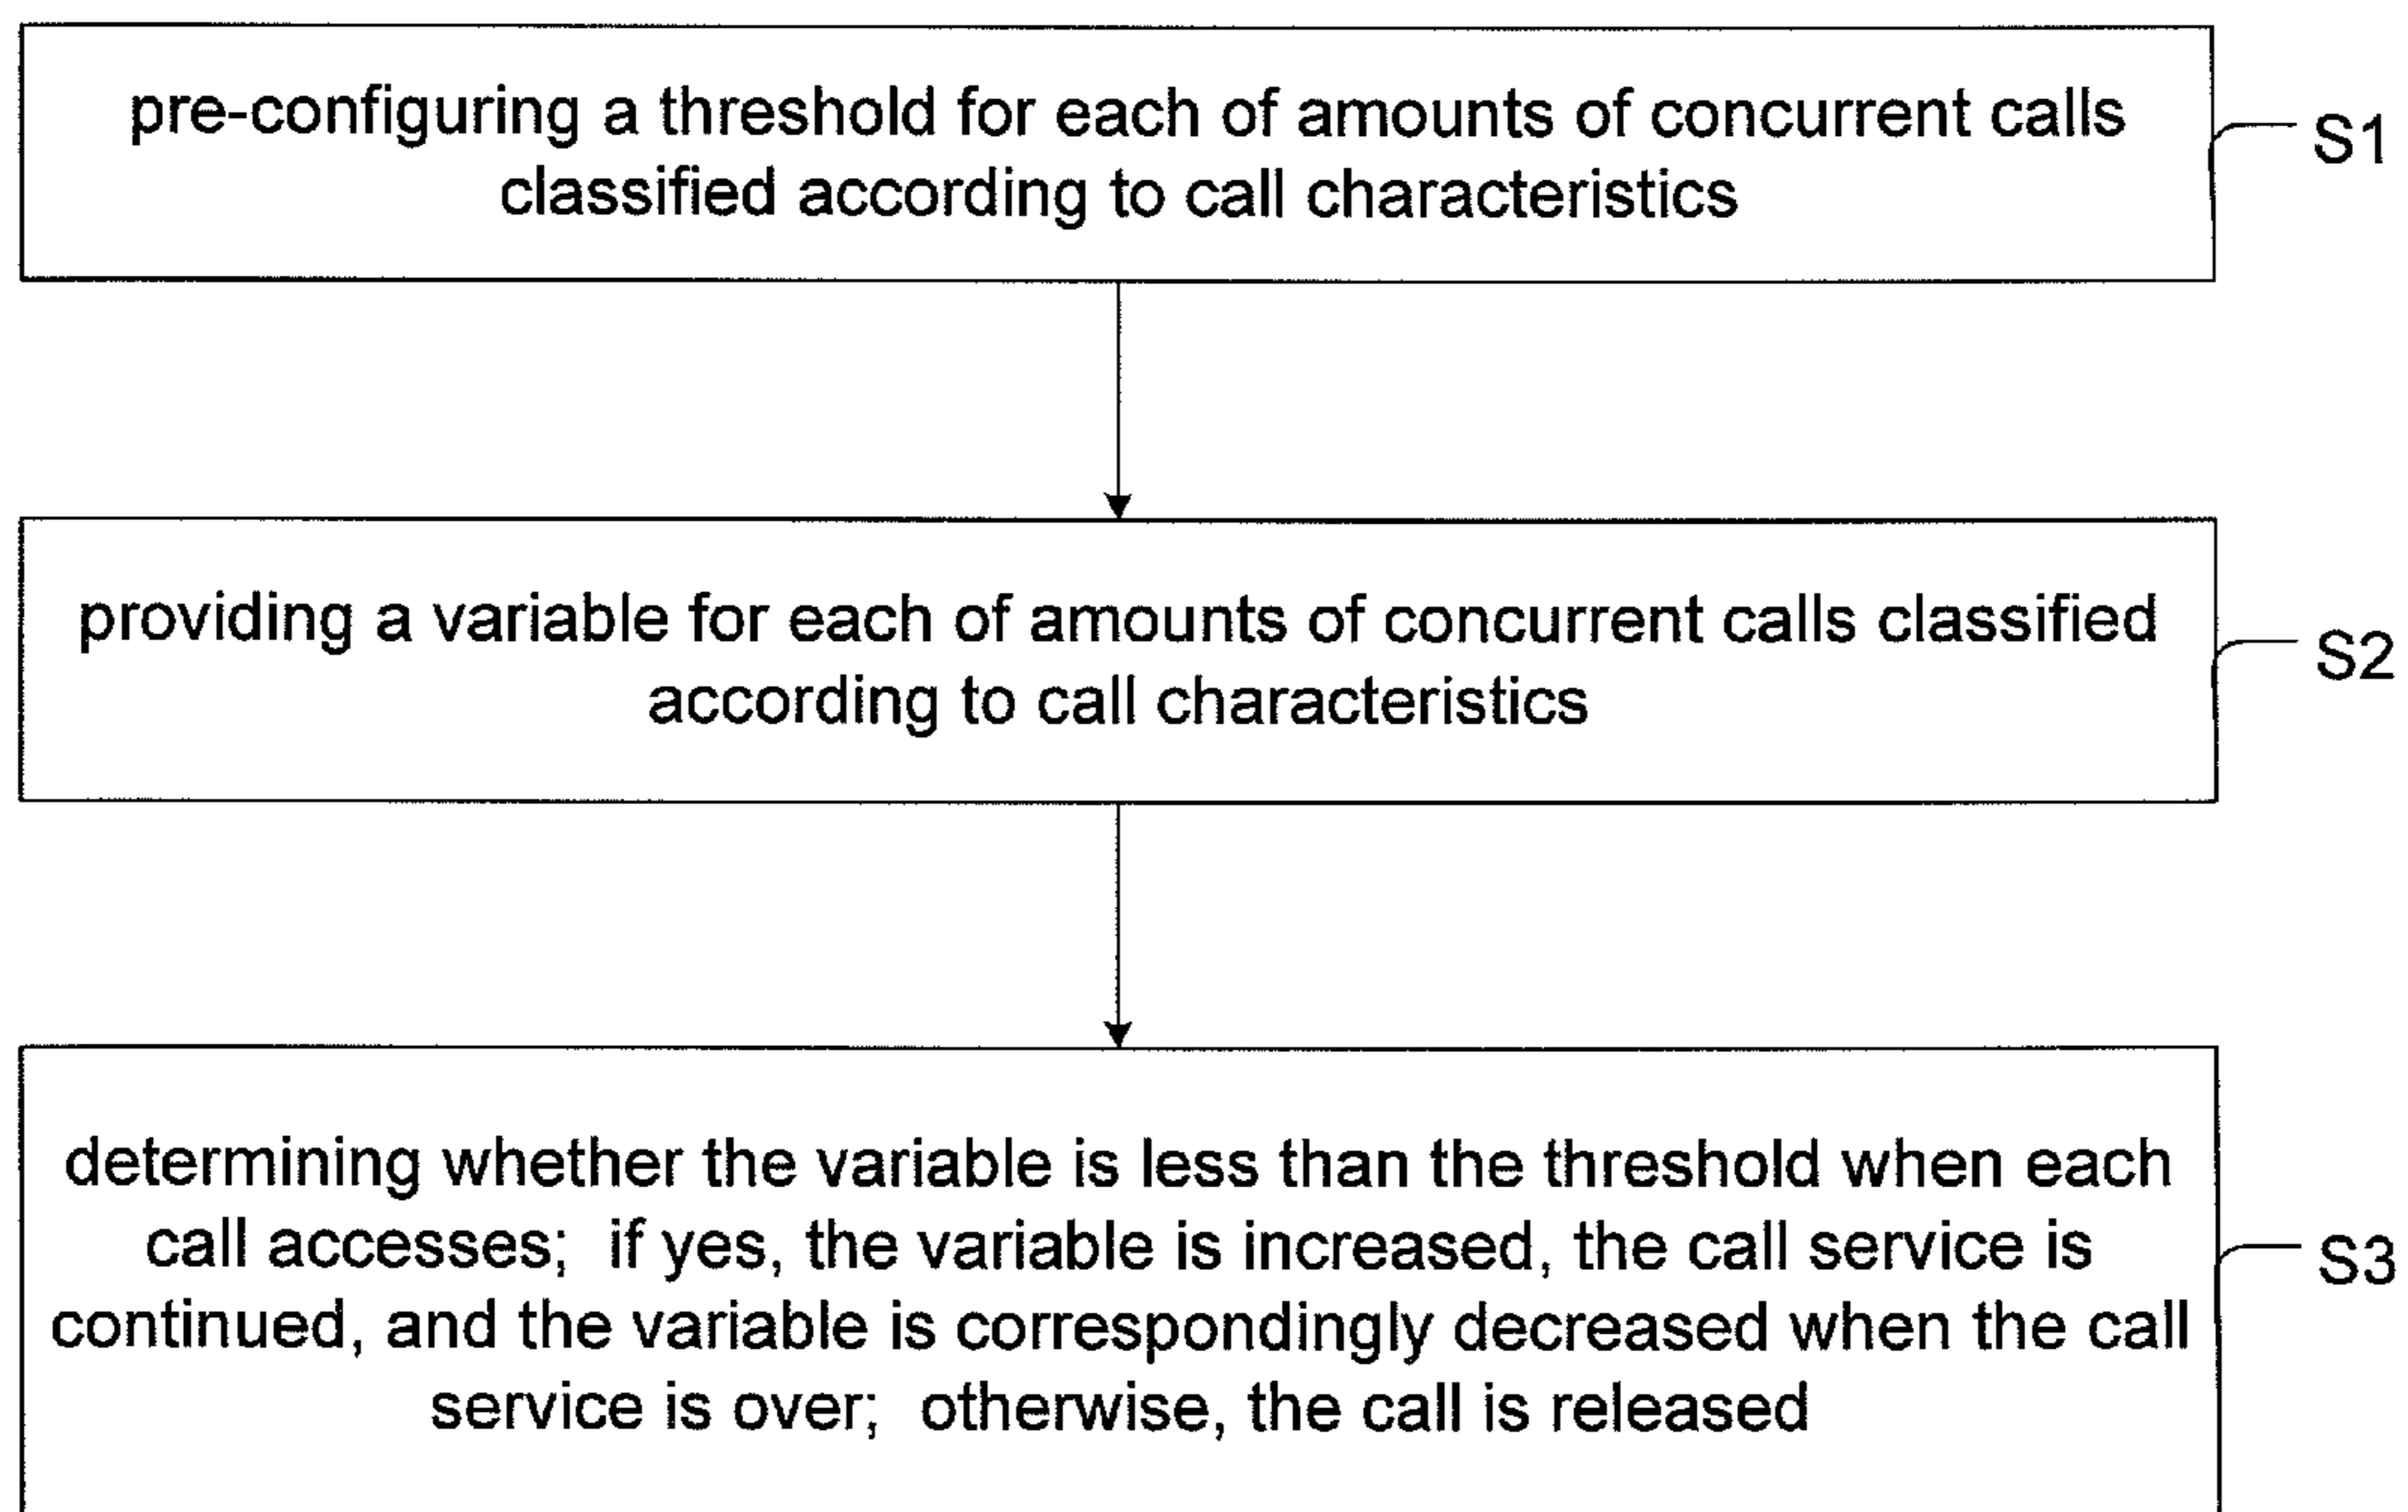 pre-configuring a threshold for each of amounts of concurrent calls
classified according to call characteristics
S1
providing a variable for each of amounts of concurrent calls classified
according to call characteristics
S2
determining whether the variable is less than the threshold when each
call accesses; if yes, the variable is increased, the call service is
continued, and the variable is correspondingly decreased when the call
service is over; otherwise, the call is released
S3